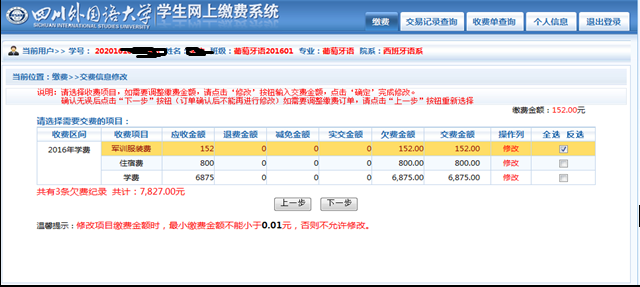 四川外国语大学 学生网上缴费系统
SICHUAN INTERNATIONAL STUDIES UNIVERSITY
缴费 交易记录查询 收费单查询 个人信息 退出登录
当前用户>> 学号： 20201610 姓名 班级：葡萄牙语201601 专业：葡萄牙语 院系：西班牙语系
当前位置：缴费>>交费信息修改
说明：请选择收费项目，如需要调整缴费金额，请点击‘修改’按钮输入交费金额，点击‘确定’完成修改。
确认无误后点击“下一步”按钮（订单确认后不能再进行修改）如需要调整缴费订单，请点击“上一步”按钮重新选择
缴费金额：152.00元
请选择需要交费的项目：
收费区间 收费项目 应收金额 退费金额 减免金额 实交金额 欠费金额 交费金额 操作列 全选 反选
2016年学费 军训服装费 152 0 0 0 152.00 152.00 修改
住宿费 800 0 0 0 800.00 800.00 修改
学费 6875 0 0 0 6,875.00 6,875.00 修改
共有3条欠费纪录 共计：7,827.00元
上一步 下一步
温馨提示：修改项目缴费金额时，最小缴费金额不能小于0.01元，否则不允许修改。